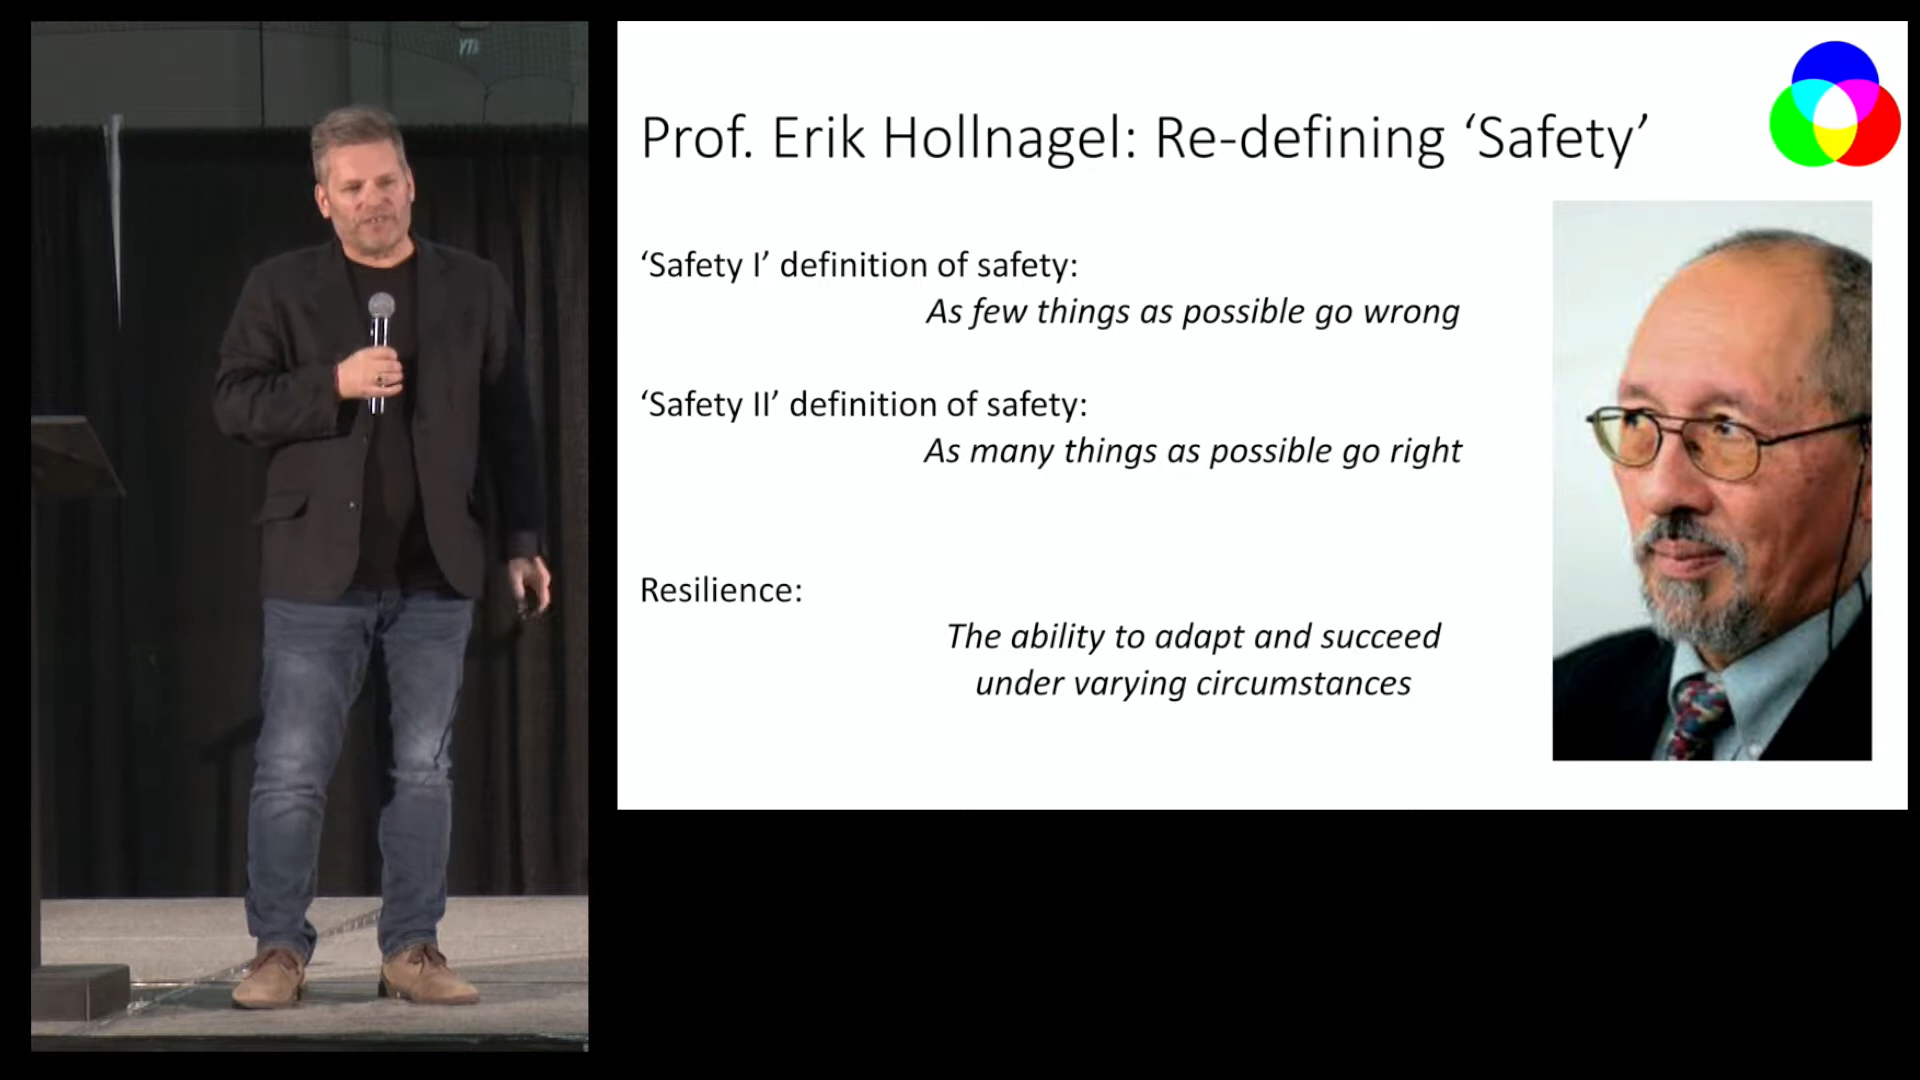 Prof. Erik Hollnagel: Re-defining ‘Safety’
‘Safety I’ definition of safety:
As few things as possible go wrong
‘Safety II’ definition of safety:
As many things as possible go right
Resilience:
The ability to adapt and succeed
under varying circumstances